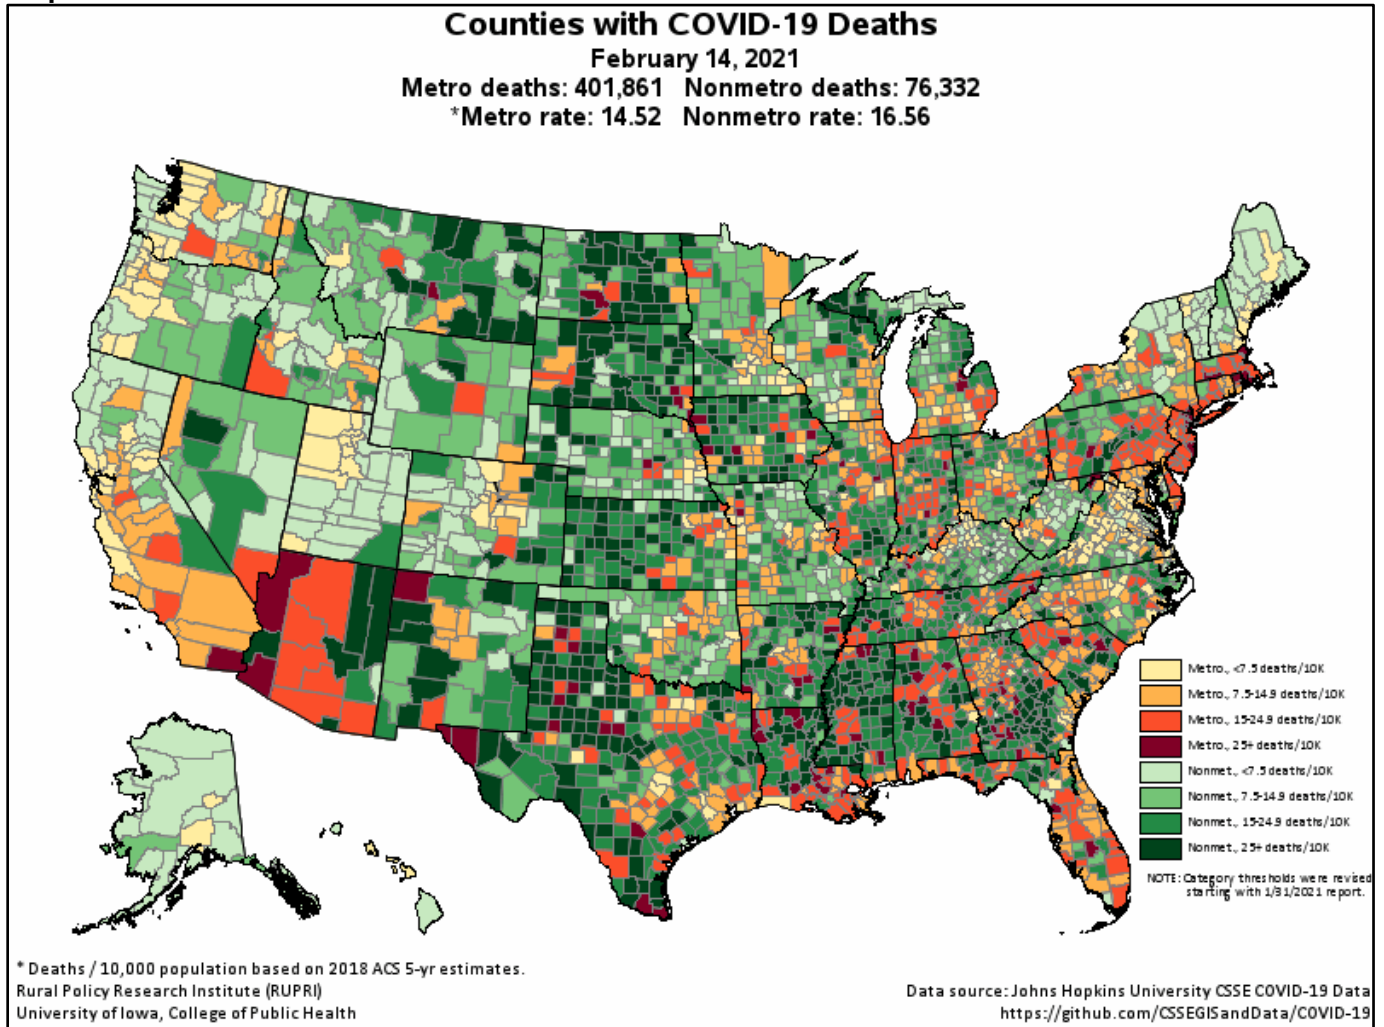 Counties with COVID-19 Deaths
February 14, 2021
Metro deaths: 401,861   Nonmetro deaths: 76,332
*Metro rate: 14.52   Nonmetro rate: 16.56
Metro., <7.5 deaths/10K
Metro., 7.5-14.9 deaths/10K
Metro., 15-24.9 deaths/10K
Metro., 25+ deaths/10K
Nonmet., <7.5 deaths/10K
Nonmet., 7.5-14.9 deaths/10K
Nonmet., 15-24.9 deaths/10K
Nonmet., 25+ deaths/10K
NOTE: Category thresholds were revised
starting with 1/31/2021 report.
* Deaths / 10,000 population based on 2018 ACS 5-yr estimates.
Rural Policy Research Institute (RUPRI)
University of Iowa, College of Public Health
Data source: Johns Hopkins University CSSE COVID-19 Data
https://github.com/CSSEGISandData/COVID-19